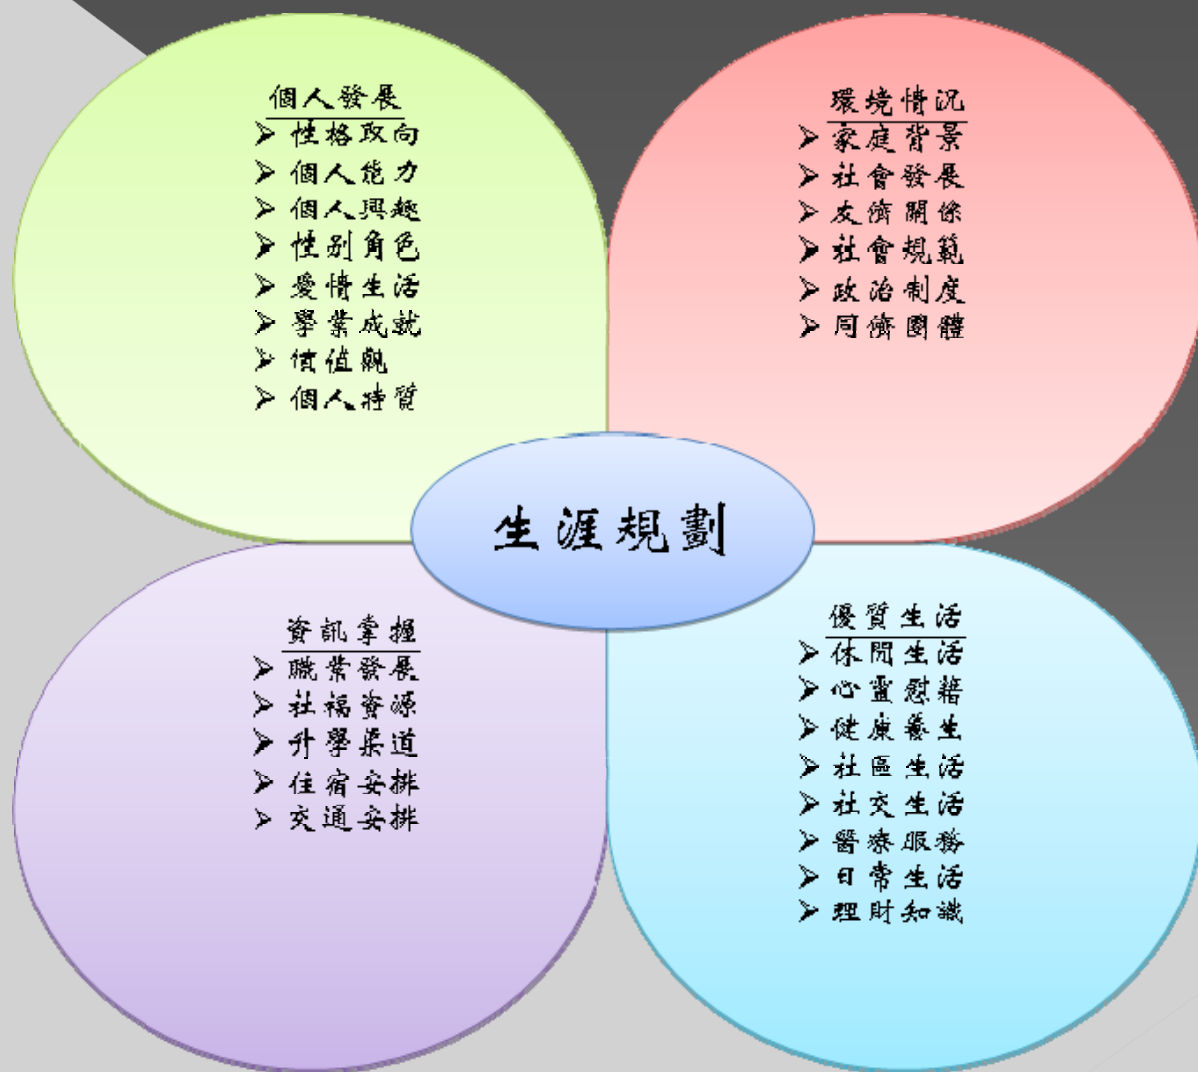 個人發展
➢ 性格取向
➢ 個人能力
➢ 個人興趣
➢ 性別角色
➢ 愛情生活
➢ 學業成就
➢ 價值觀
➢ 個人特質
環境情況
➢ 家庭背景
➢ 社會發展
➢ 友儕關係
➢ 社會規範
➢ 政治制度
➢ 同儕團體
生涯規劃
資訊掌握
➢ 職業發展
➢ 社福資源
➢ 升學渠道
➢ 住宿安排
➢ 交通安排
優質生活
➢ 休閒生活
➢ 心靈慰藉
➢ 健康養生
➢ 社區生活
➢ 社交生活
➢ 醫療服務
➢ 日常生活
➢ 理財知識